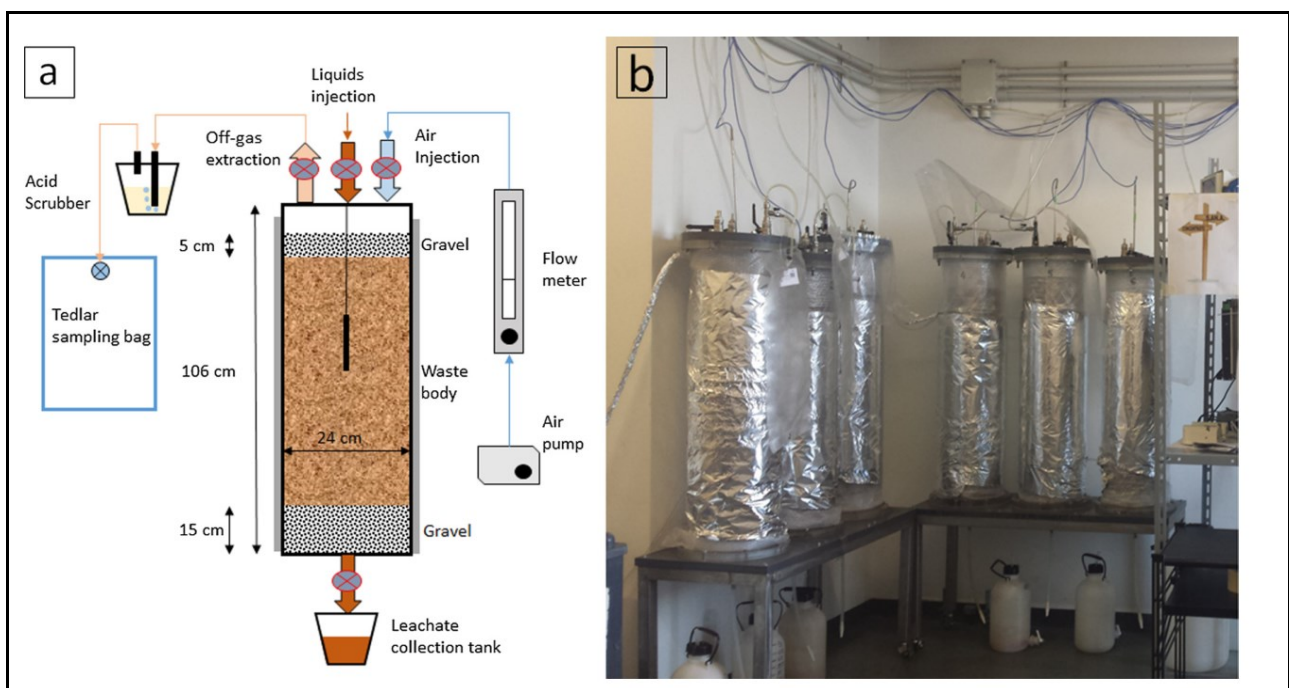 a
Liquids
injection
Off-gas
extraction
Air
Injection
Acid
Scrubber
5 cm
Gravel
Flow
meter
Tedlar
sampling bag
106 cm
Waste
body
24 cm
Air
pump
15 cm
Gravel
Leachate
collection tank
b